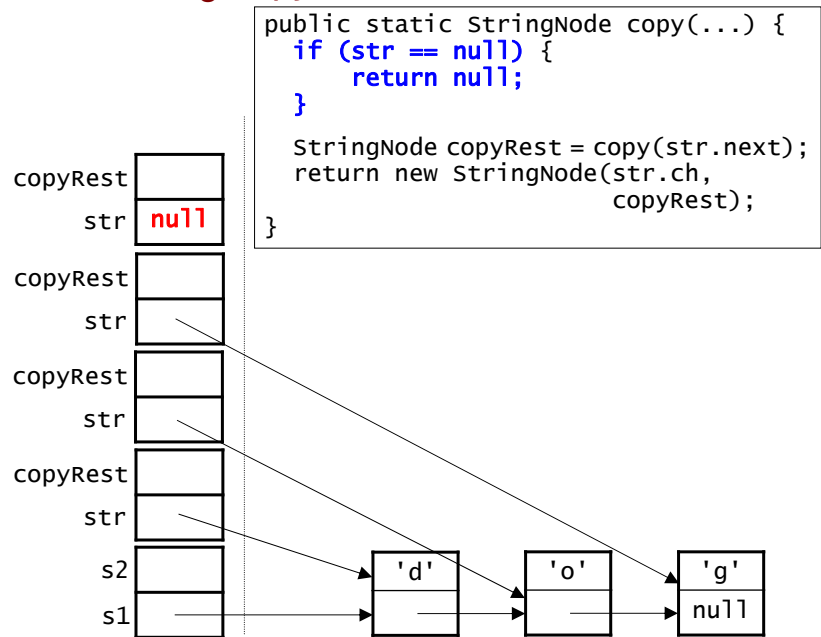 public static StringNode copy(...) {
if (str == null) {
return null;
}
StringNode copyRest = copy(str.next);
return new StringNode(str.ch,
copyRest);
}
copyRest
str null
copyRest
str
copyRest
str
copyRest
str
s2
s1
'd' 'o' 'g'
null